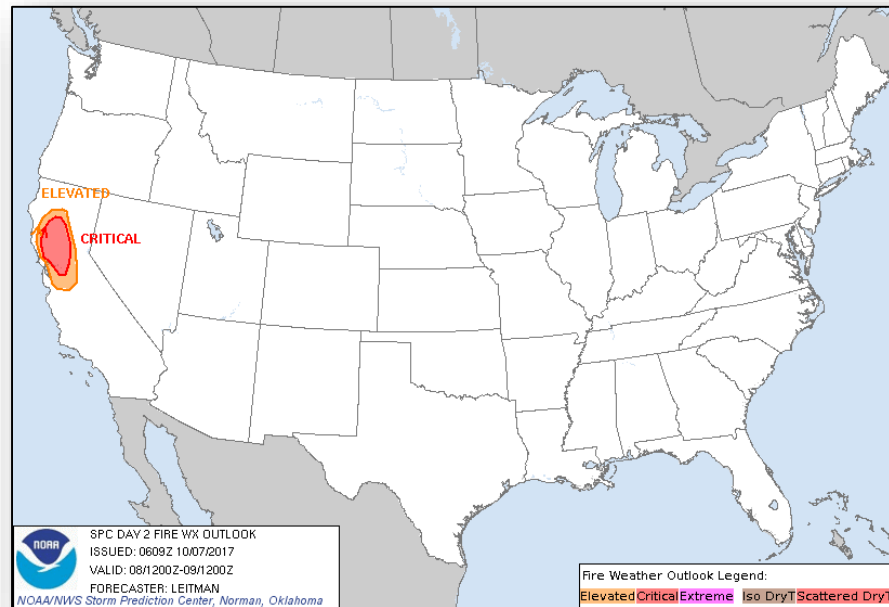 ELEVATED
CRITICAL
NOAA
SPC DAY 2 FIRE WX OUTLOOK
ISSUED: 0609Z 10/07/2017
VALID: 08/1200Z-09/1200Z
FORECASTER: LEITMAN
NOAA/NWS Storm Prediction Center, Norman, Oklahoma
Fire Weather Outlook Legend:
Elevated Critical Extreme Iso DryT Scattered DryT